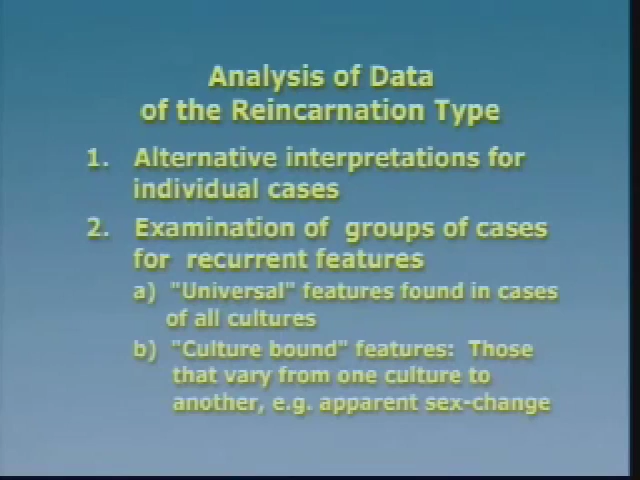 Analysis of Data
of the Reincarnation Type
1. Alternative interpretations for
individual cases
2. Examination of groups of cases
for recurrent features
a) "Universal" features found in cases
of all cultures
b) "Culture bound" features: Those
that vary from one culture to
another, e.g. apparent sex-change